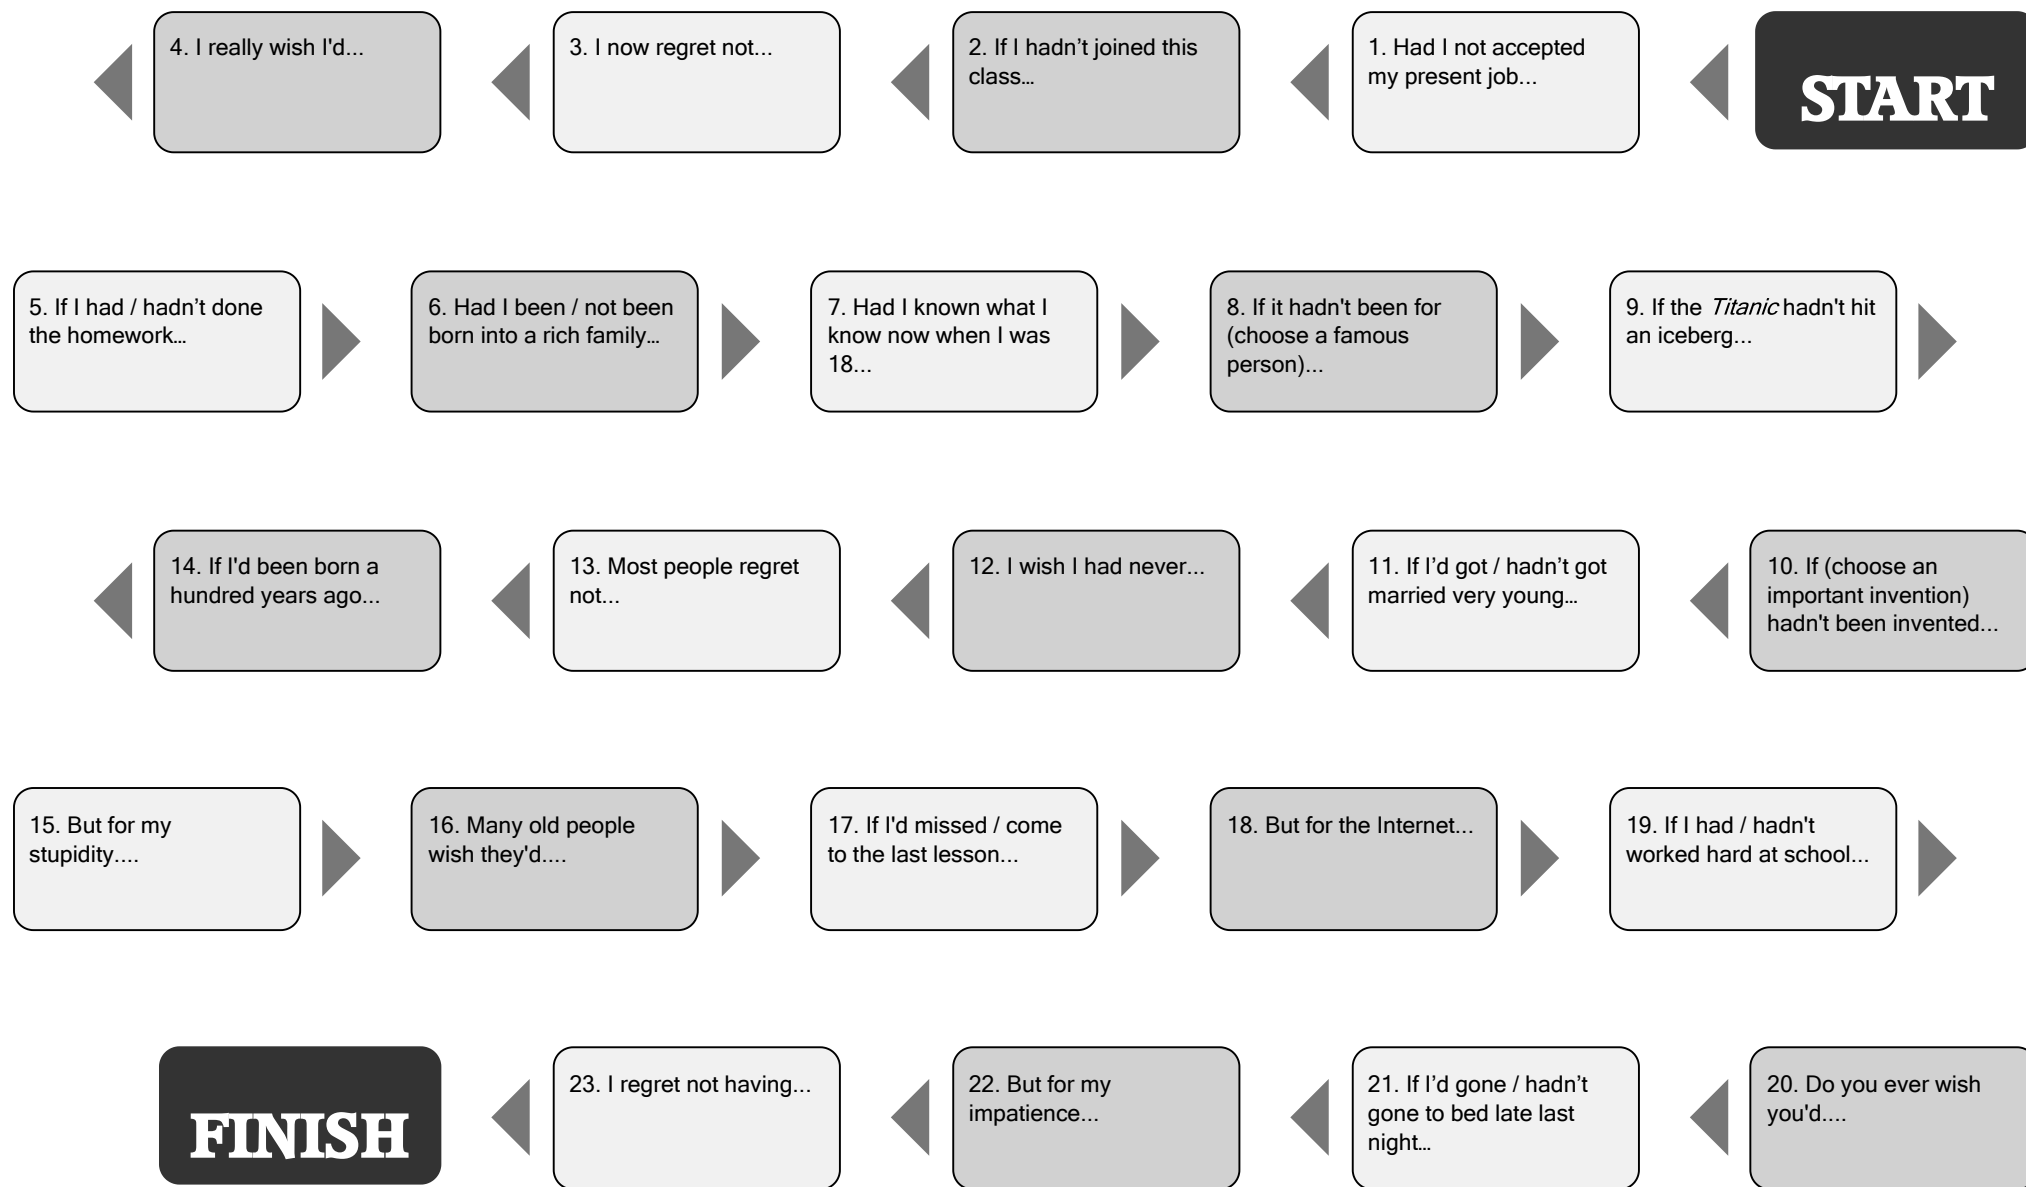 START
1. Had I not accepted
my present job...
2. If I hadn’t joined this
class…
3. I now regret not...
4. I really wish I'd...
5. If I had / hadn’t done
the homework…
6. Had I been / not been
born into a rich family…
7. Had I known what I
know now when I was
18...
8. If it hadn't been for
(choose a famous
person)...
9. If the Titanic hadn't hit
an iceberg...
10. If (choose an
important invention)
hadn't been invented...
11. If I’d got / hadn’t got
married very young…
12. I wish I had never...
13. Most people regret
not...
14. If I'd been born a
hundred years ago...
15. But for my
stupidity....
16. Many old people
wish they'd....
17. If I'd missed / come
to the last lesson...
18. But for the Internet...
19. If I had / hadn't
worked hard at school...
20. Do you ever wish
you'd....
21. If I’d gone / hadn’t
gone to bed late last
night…
22. But for my
impatience...
23. I regret not having...
FINISH